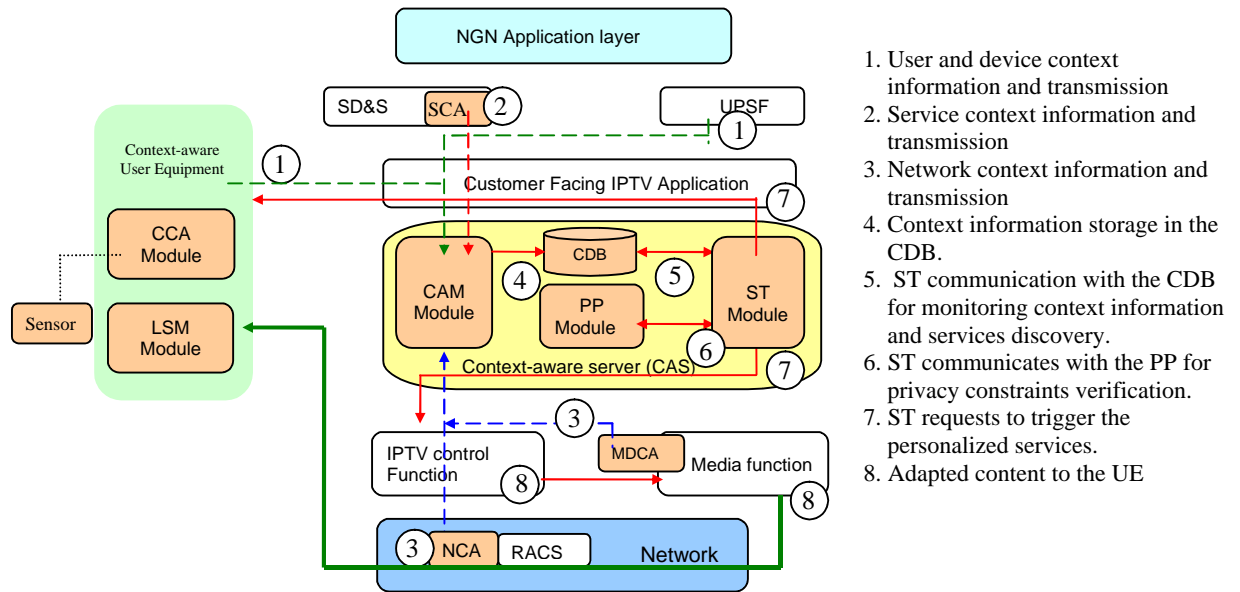 NGN Application layer
SD&S
SCA
2
UPSF
1
Context-aware
User Equipment
1
Customer Facing IPTV Application
7
CCA
Module
CAM
Module
4
CDB
5
ST
Module
PP
Module
6
Sensor
LSM
Module
Context-aware server (CAS)
7
3
IPTV control
Function
8
MDCA
Media function
8
3
NCA
RACS
Network
1. User and device context
information and transmission
2. Service context information and
transmission
3. Network context information and
transmission
4. Context information storage in the
CDB.
5. ST communication with the CDB
for monitoring context information
and services discovery.
6. ST communicates with the PP for
privacy constraints verification.
7. ST requests to trigger the
personalized services.
8. Adapted content to the UE